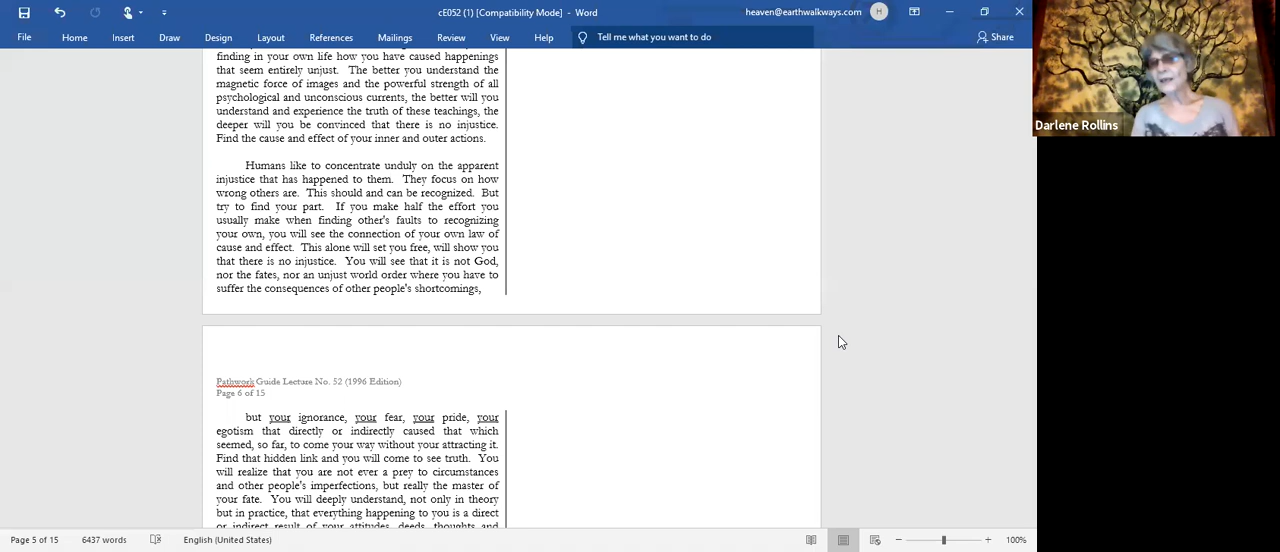 cE052 (1) [Compatibility Mode] - Word
heaven@earthwalkways.com
H
File
Home
Insert
Draw
Design
Layout
References
Mailings
Review
View
Help
Tell me what you want to do
Share
Darlene Rollins
finding in your own life how you have caused happenings
that seem entirely unjust. The better you understand the
magnetic force of images and the powerful strength of all
psychological and unconscious currents, the better will you
understand and experience the truth of these teachings, the
deeper will you be convinced that there is no injustice.
Find the cause and effect of your inner and outer actions.
Humans like to concentrate unduly on the apparent
injustice that has happened to them. They focus on how
wrong others are. This should and can be recognized. But
try to find your part. If you make half the effort you
usually make when finding other's faults to recognizing
your own, you will see the connection of your own law of
cause and effect. This alone will set you free, will show you
that there is no injustice. You will see that it is not God,
nor the fates, nor an unjust world order where you have to
suffer the consequences of other people's shortcomings,
Pathwork Guide Lecture No. 52 (1996 Edition)
Page 6 of 15
but your ignorance, your fear, your pride, your
egotism that directly or indirectly caused that which
seemed, so far, to come your way without your attracting it.
Find that hidden link and you will come to see truth. You
will realize that you are not ever a prey to circumstances
and other people's imperfections, but really the master of
your fate. You will deeply understand, not only in theory
but in practice, that everything happening to you is a direct
or indirect result of your attitudes, deeds, thoughts and
Page 5 of 15
6437 words
English (United States)
100%